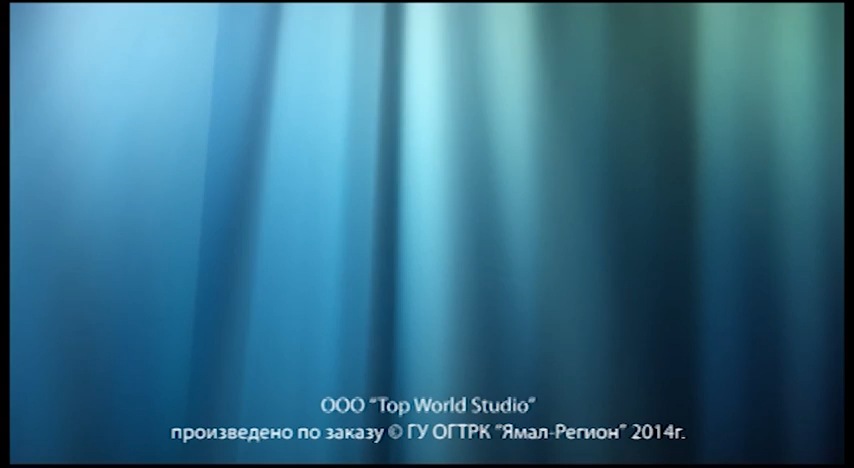 ООО "Top World Studio"
произведено по заказу © ГУ ОГТРК "Ямал-Регион" 2014г.